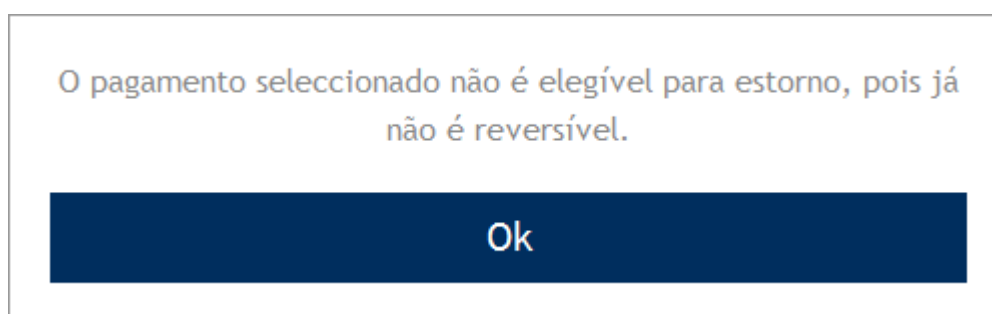 O pagamento seleccionado não é elegível para estorno, pois já
não é reversível.
Ok